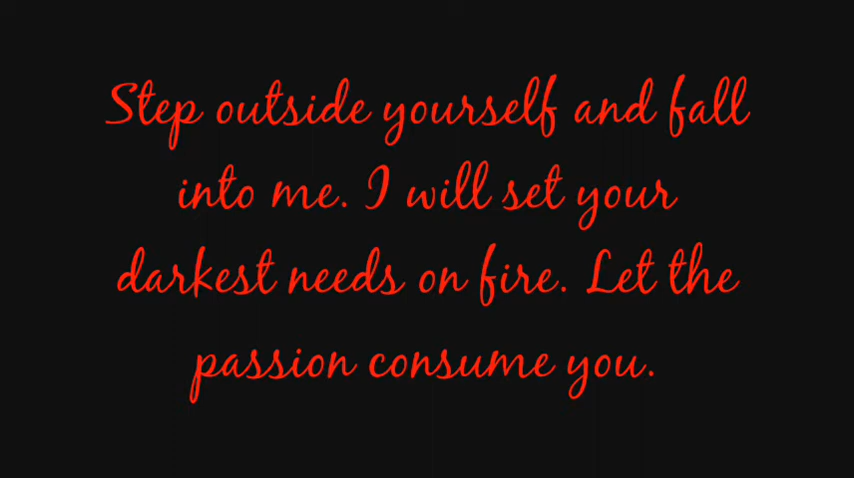 Step outside yourself and fall
into me. I will set your
darkest needs on fire. Let the
passion consume you.